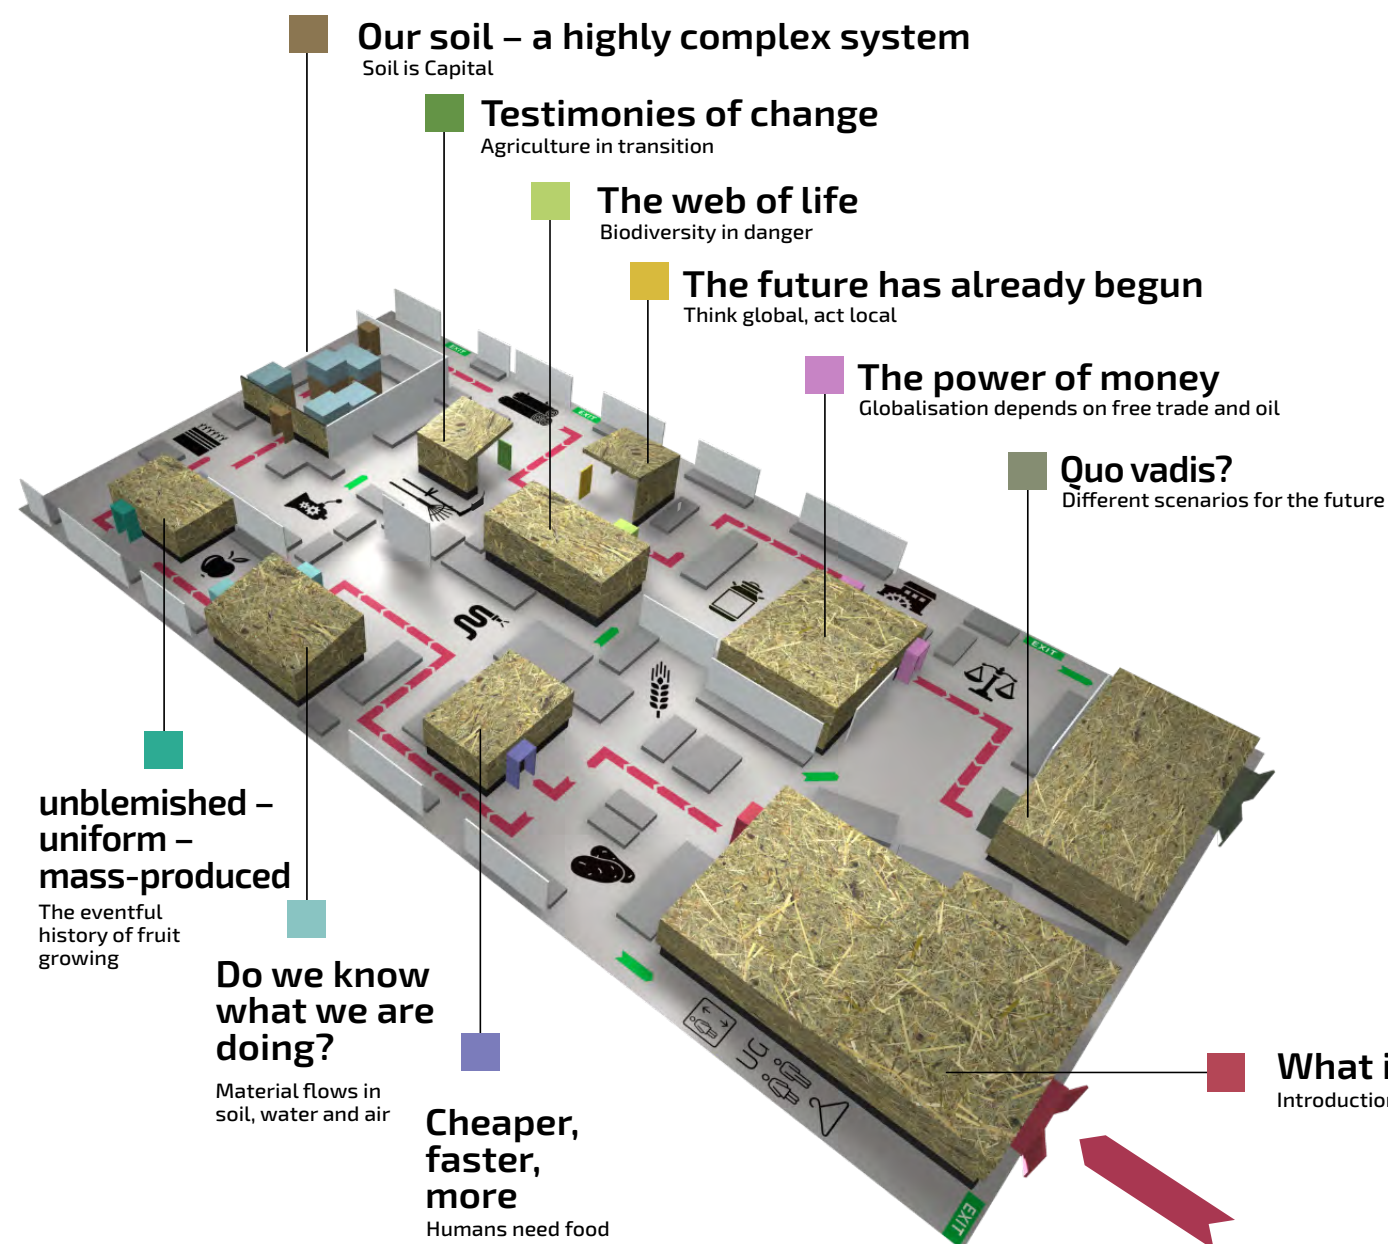 Our soil – a highly complex system
Soil is Capital
Testimonies of change
Agriculture in transition
The web of life
Biodiversity in danger
The future has already begun
Think global, act local
The power of money
Globalisation depends on free trade and oil
Quo vadis?
Different scenarios for the future
EXIT
EXIT
EXIT
unblemished –
uniform –
mass-produced
The eventful
history of fruit
growing
Do we know
what we are
doing?
Material flows in
soil, water and air
Cheaper,
faster,
more
Humans need food
UG
What i
Introduction
EXIT